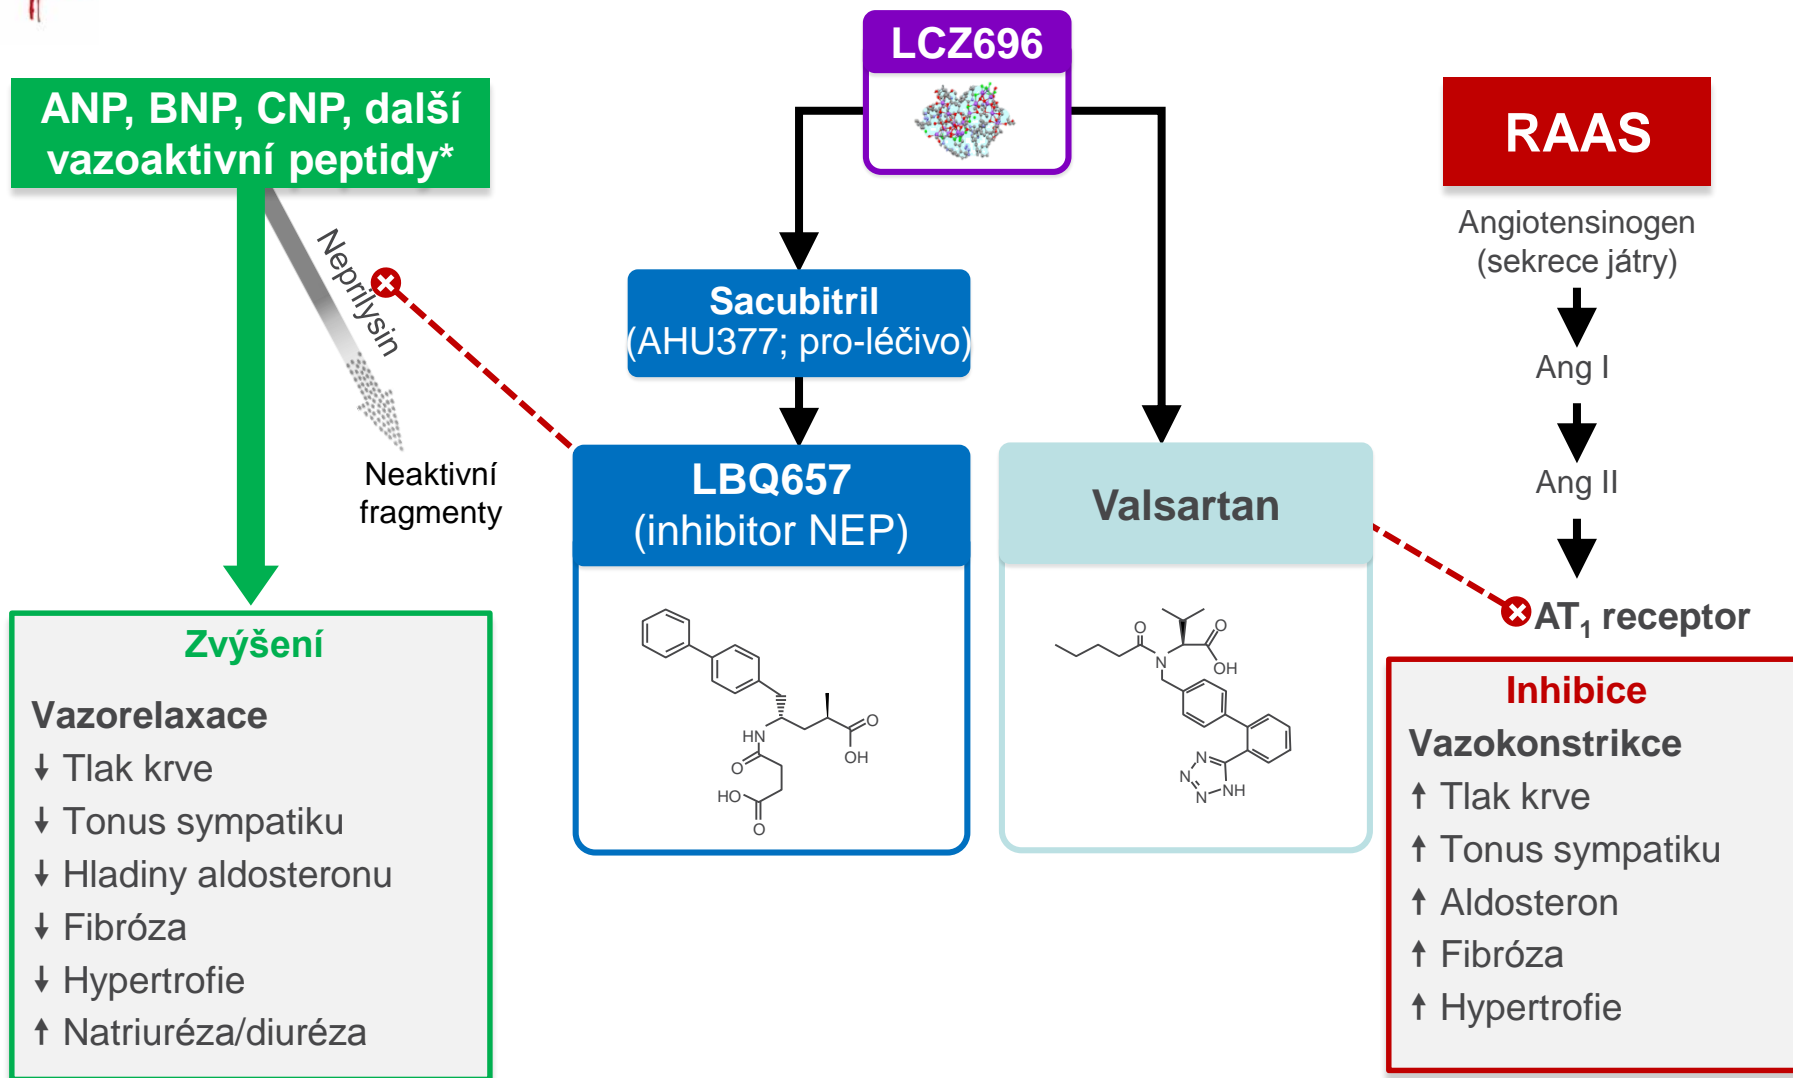 LCZ696
ANP, BNP, CNP, další
vazoaktivní peptidy*
RAAS
Neprilysin
Neaktivní
fragmenty
Sacubitril
(AHU377; pro-léčivo)
LBQ657
(inhibitor NEP)
HN
O
O
OH
HO
O
Valsartan
O
N
O
OH
N
N
N
NH
Angiotensinogen
(sekrece játry)
Ang I
Ang II
AT₁ receptor
Zvýšení
Vazorelaxace
↓ Tlak krve
↓ Tonus sympatiku
↓ Hladiny aldosteronu
↓ Fibróza
↓ Hypertrofie
↑ Natriuréza/diuréza
Inhibice
Vazokonstrikce
↑ Tlak krve
↑ Tonus sympatiku
↑ Aldosteron
↑ Fibróza
↑ Hypertrofie